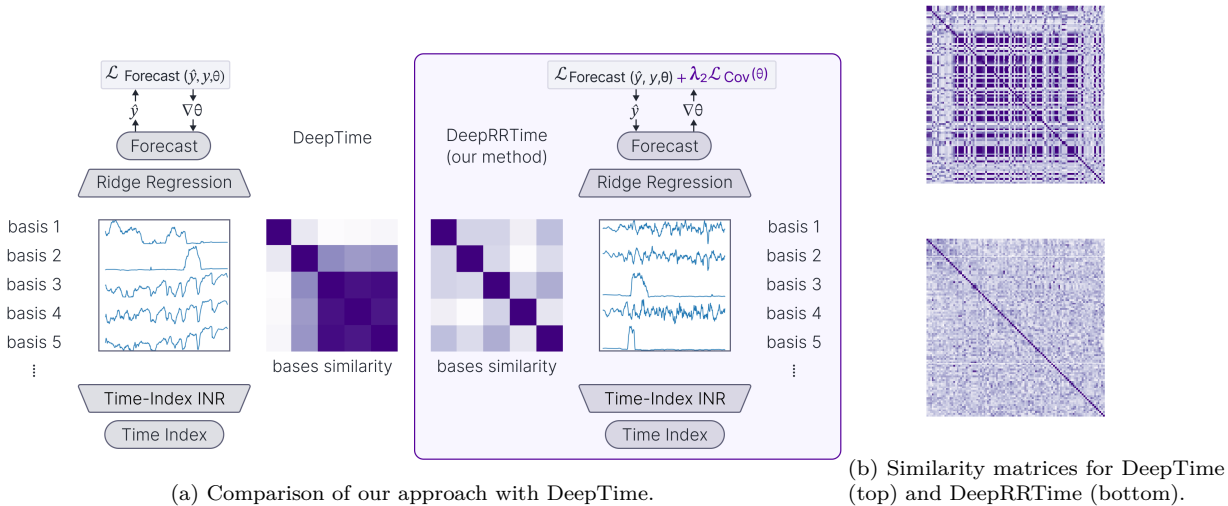 ℒ Forecast (ŷ, y,θ)
ŷ
∇θ
Forecast
Ridge Regression
basis 1
basis 2
basis 3
basis 4
basis 5
⋮
Time-Index INR
Time Index
DeepTime
bases similarity
DeepRRTime
(our method)
bases similarity
ℒ Forecast (ŷ, y,θ) + λ₂ℒ Cov(θ)
ŷ
∇θ
Forecast
Ridge Regression
basis 1
basis 2
basis 3
basis 4
basis 5
⋮
Time-Index INR
Time Index
(a) Comparison of our approach with DeepTime.
(b) Similarity matrices for DeepTime
(top) and DeepRRTime (bottom).